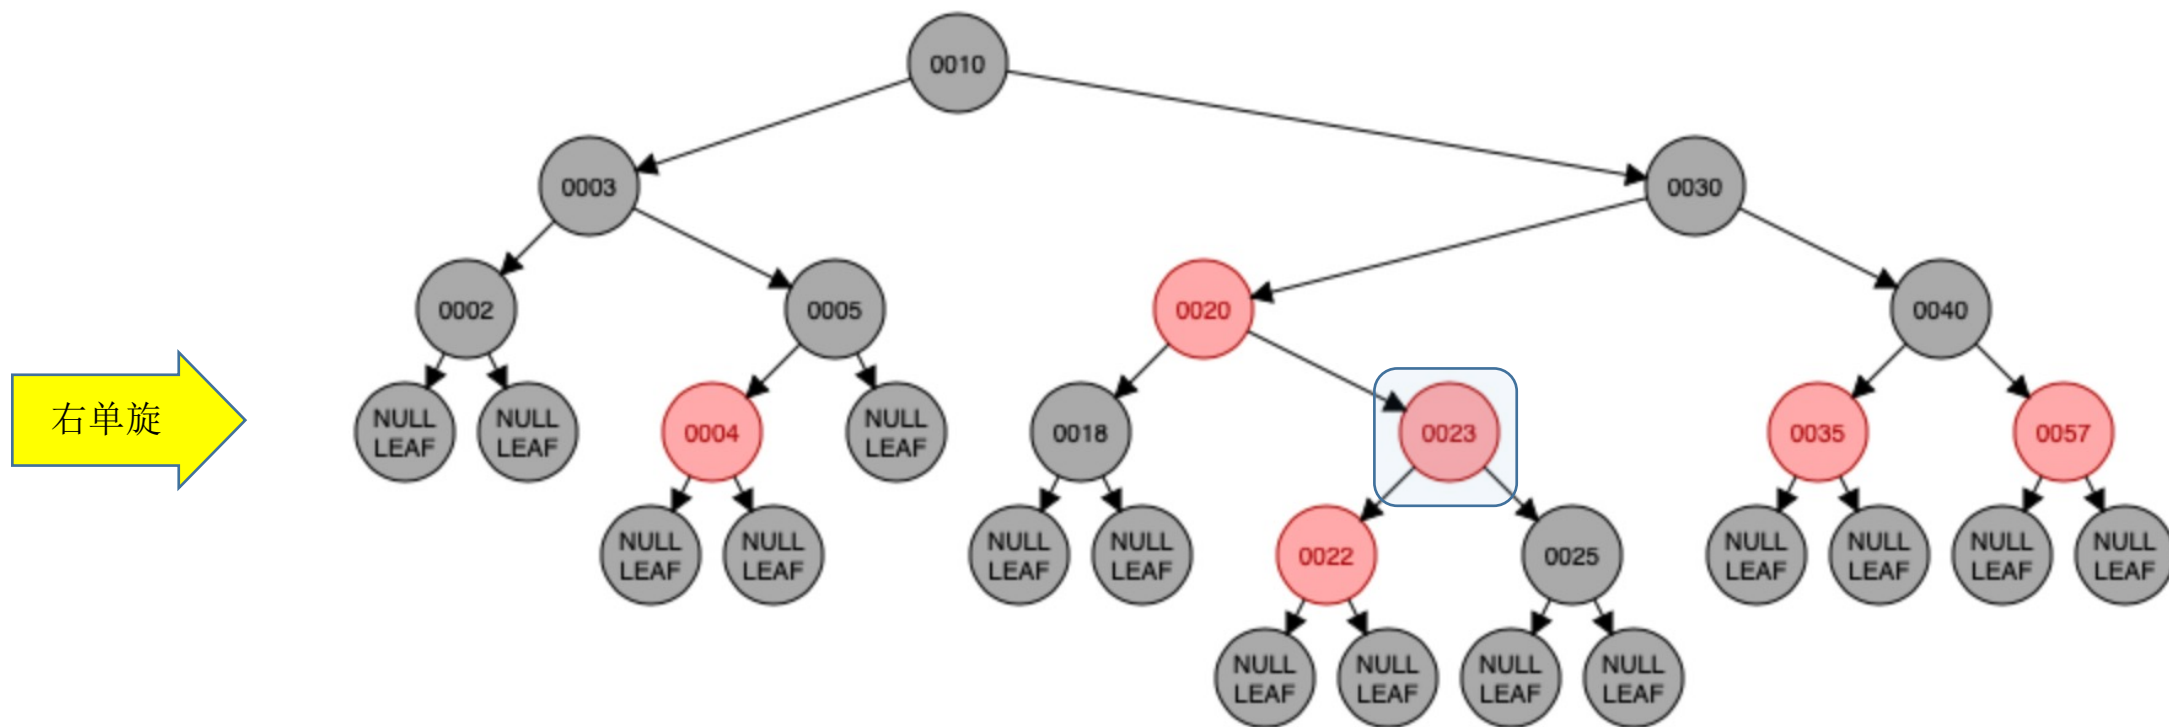 0010
0003
0030
0002
0005
0020
0040
右单旋
NULL
LEAF
NULL
LEAF
0004
NULL
LEAF
0018
0023
0035
0057
NULL
LEAF
NULL
LEAF
NULL
LEAF
NULL
LEAF
0022
0025
NULL
LEAF
NULL
LEAF
NULL
LEAF
NULL
LEAF
NULL
LEAF
NULL
LEAF
NULL
LEAF
NULL
LEAF